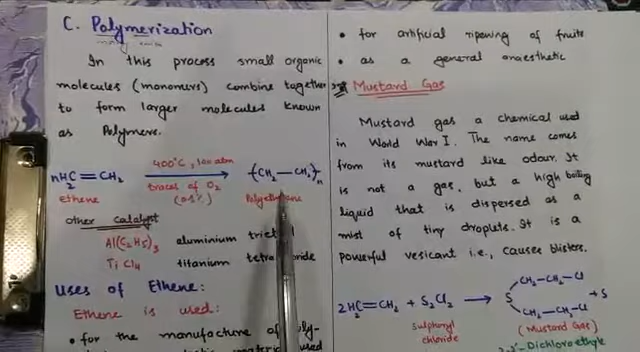 C. Polymerization
many units
In this process small organic
molecules (monomers) combine together
to form larger molecules known
as Polymers.
nH₂C=CH₂ 400°C, 100 atm → {CH₂—CH₂}n
traces of O₂
(0.1%)
ethene Polyethene
other catalyst
Al(C₂H₅)₃ aluminium
TiCl₄ titanium
Uses of Ethene:
Ethene is used:
• for the manufacture of poly-
• for artificial ripening of fruits
• as a general anaesthetic
Mustard Gas
Mustard gas a chemical used
in World War I. The name comes
from its mustard like odour. It
is not a gas, but a high boiling
liquid that is dispersed as a
mist of tiny droplets. It is a
powerful vesicant i.e., causes blisters.
2H₂C=CH₂ + S₂Cl₂ → S CH₂—CH₂—Cl CH₂—CH₂—Cl + S
sulphuryl
chloride
(Mustard Gas)